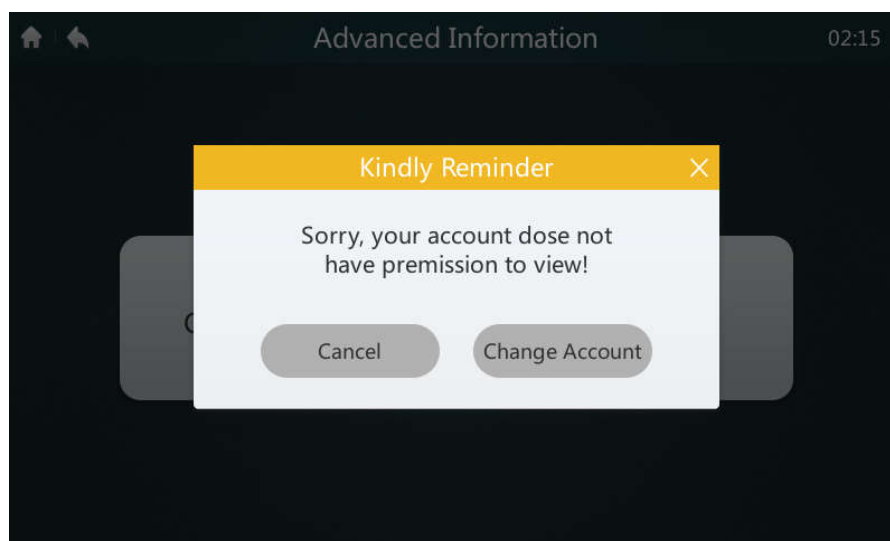 Advanced Information
02:15
Kindly Reminder
Sorry, your account dose not
have premission to view!
Cancel
Change Account